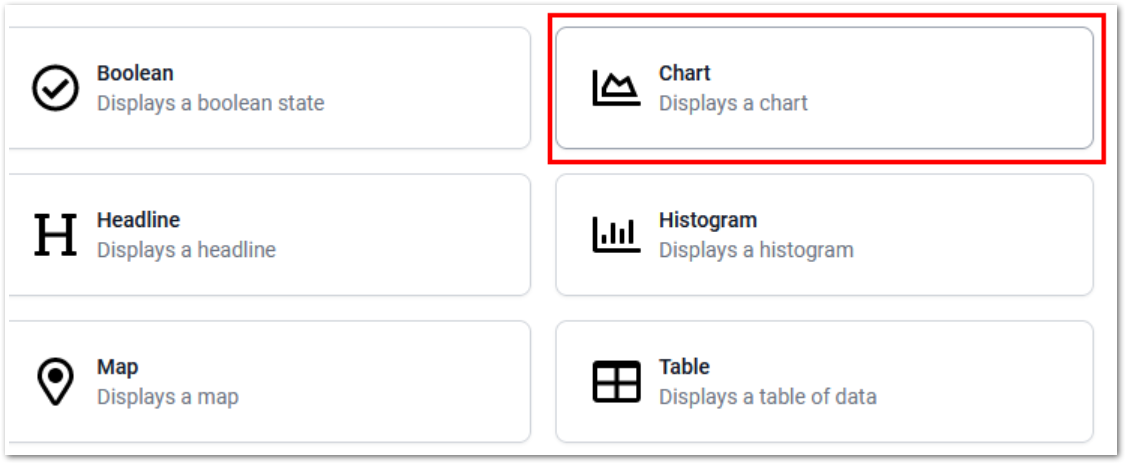 Boolean
Displays a boolean state
Chart
Displays a chart
Headline
Displays a headline
Histogram
Displays a histogram
Map
Displays a map
Table
Displays a table of data